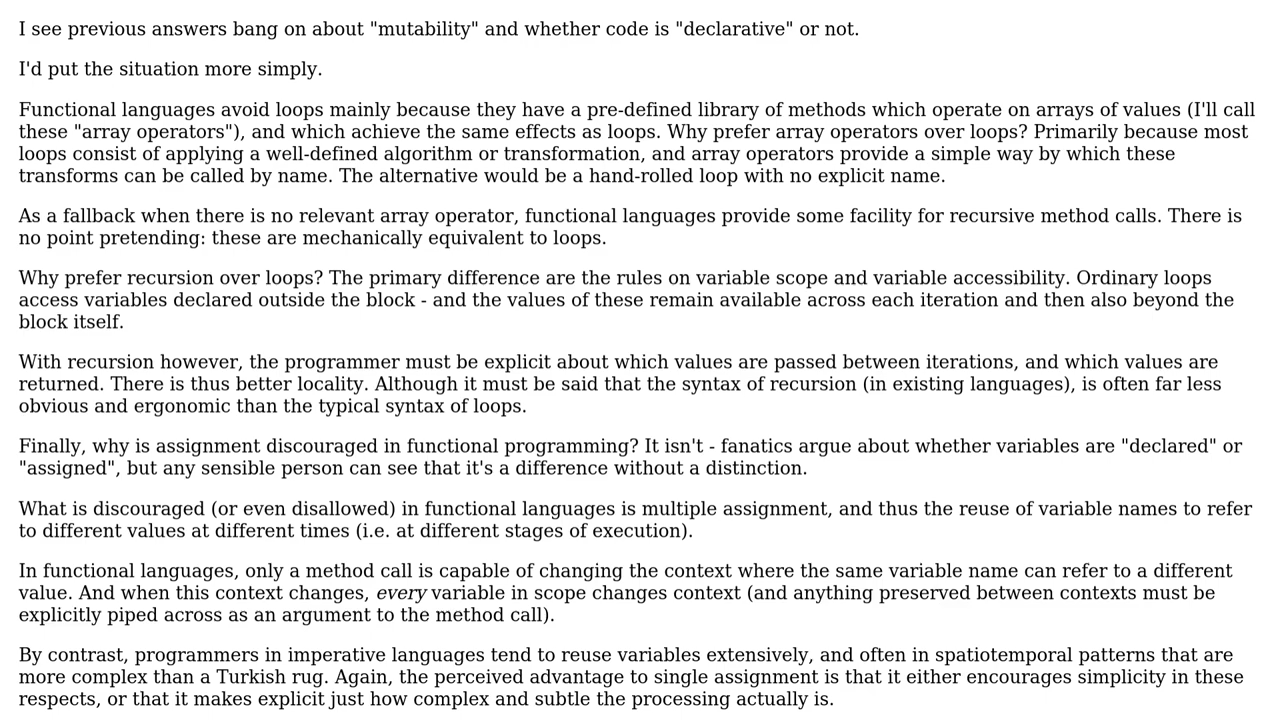 I see previous answers bang on about "mutability" and whether code is "declarative" or not.
I'd put the situation more simply.
Functional languages avoid loops mainly because they have a pre-defined library of methods which operate on arrays of values (I'll call
these "array operators"), and which achieve the same effects as loops. Why prefer array operators over loops? Primarily because most
loops consist of applying a well-defined algorithm or transformation, and array operators provide a simple way by which these
transforms can be called by name. The alternative would be a hand-rolled loop with no explicit name.
As a fallback when there is no relevant array operator, functional languages provide some facility for recursive method calls. There is
no point pretending: these are mechanically equivalent to loops.
Why prefer recursion over loops? The primary difference are the rules on variable scope and variable accessibility. Ordinary loops
access variables declared outside the block - and the values of these remain available across each iteration and then also beyond the
block itself.
With recursion however, the programmer must be explicit about which values are passed between iterations, and which values are
returned. There is thus better locality. Although it must be said that the syntax of recursion (in existing languages), is often far less
obvious and ergonomic than the typical syntax of loops.
Finally, why is assignment discouraged in functional programming? It isn't - fanatics argue about whether variables are "declared" or
"assigned", but any sensible person can see that it's a difference without a distinction.
What is discouraged (or even disallowed) in functional languages is multiple assignment, and thus the reuse of variable names to refer
to different values at different times (i.e. at different stages of execution).
In functional languages, only a method call is capable of changing the context where the same variable name can refer to a different
value. And when this context changes, every variable in scope changes context (and anything preserved between contexts must be
explicitly piped across as an argument to the method call).
By contrast, programmers in imperative languages tend to reuse variables extensively, and often in spatiotemporal patterns that are
more complex than a Turkish rug. Again, the perceived advantage to single assignment is that it either encourages simplicity in these
respects, or that it makes explicit just how complex and subtle the processing actually is.